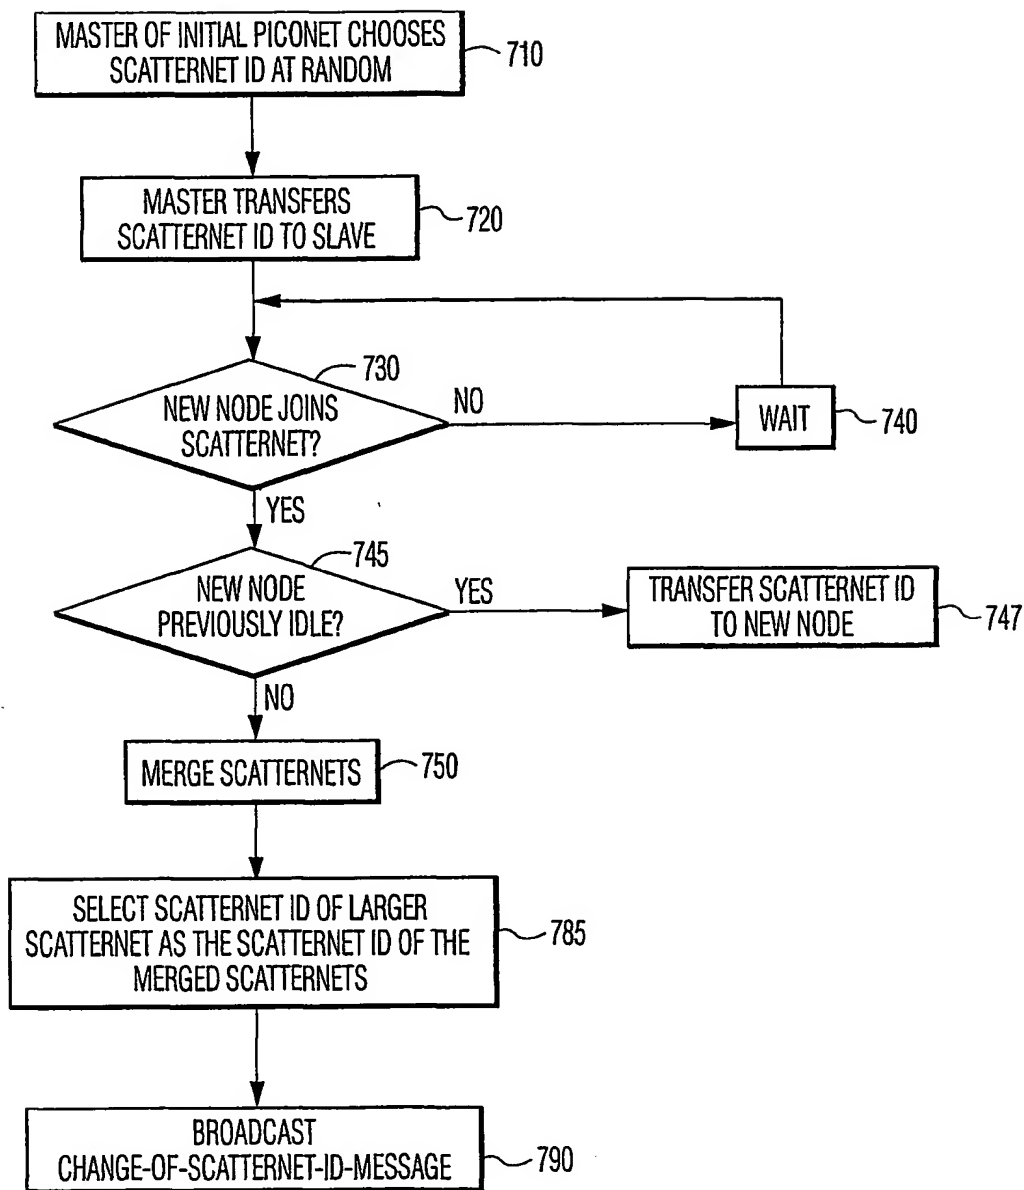 MASTER OF INITIAL PICONET CHOOSES
SCATTERNET ID AT RANDOM
710
MASTER TRANSFERS
SCATTERNET ID TO SLAVE
720
730
NEW NODE JOINS
SCATTERNET?
NO
WAIT
740
YES
745
NEW NODE
PREVIOUSLY IDLE?
YES
TRANSFER SCATTERNET ID
TO NEW NODE
747
NO
MERGE SCATTERNETS
750
SELECT SCATTERNET ID OF LARGER
SCATTERNET AS THE SCATTERNET ID OF THE
MERGED SCATTERNETS
785
BROADCAST
CHANGE-OF-SCATTERNET-ID-MESSAGE
790